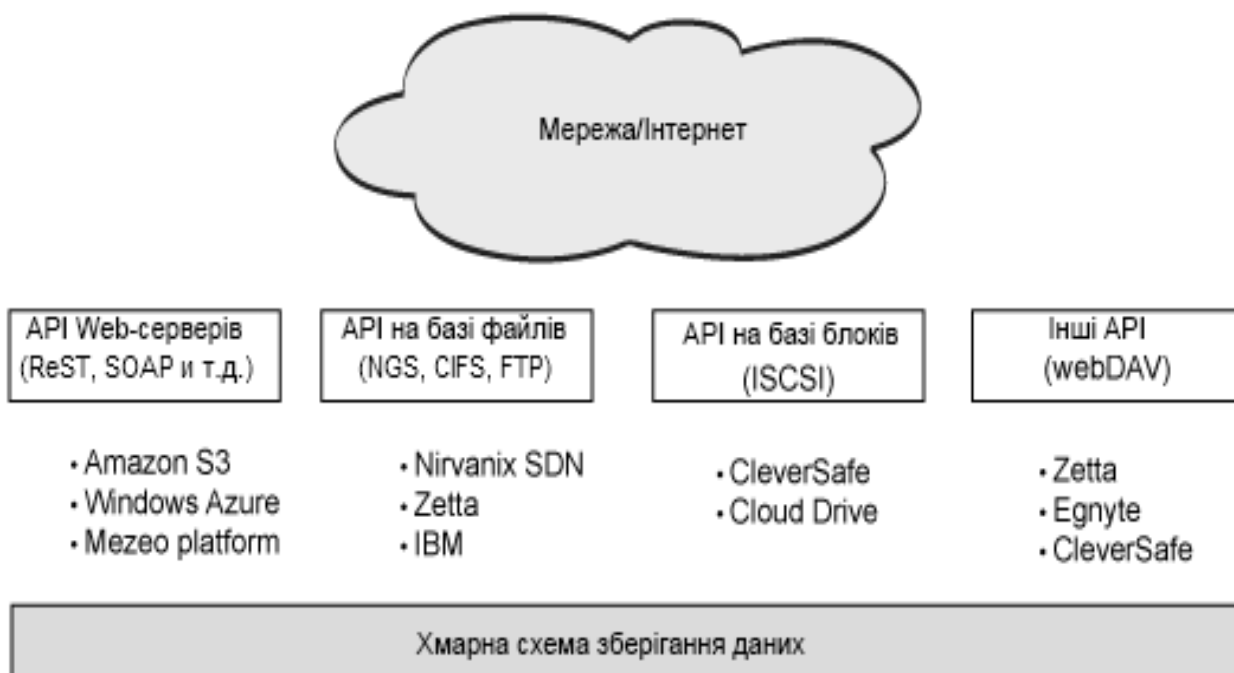 Мережа/Інтернет
API Web-серверів
(ReST, SOAP и т.д.)
API на базі файлів
(NGS, CIFS, FTP)
API на базі блоків
(ISCSI)
Інші API
(webDAV)
• Amazon S3
• Windows Azure
• Mezeo platform
• Nirvanix SDN
• Zetta
• IBM
• CleverSafe
• Cloud Drive
• Zetta
• Egnyte
• CleverSafe
Хмарна схема зберігання даних